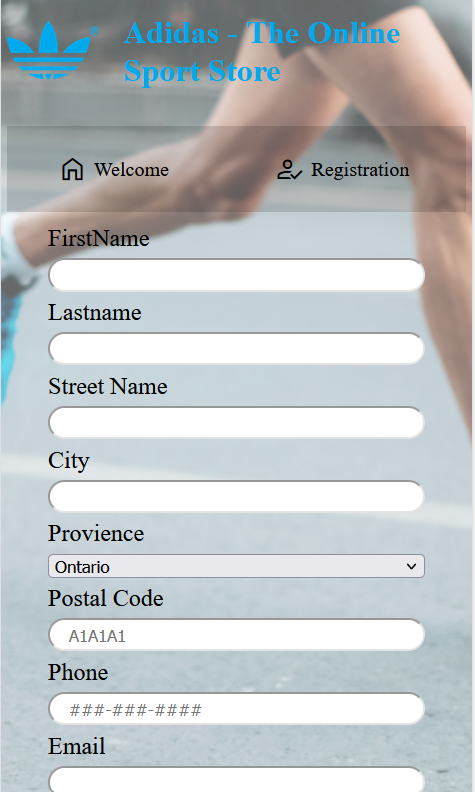 Adidas - The Online
Sport Store
Welcome
Registration
FirstName
Lastname
Street Name
City
Provience
Ontario
Postal Code
A1A1A1
Phone
###-###-####
Email